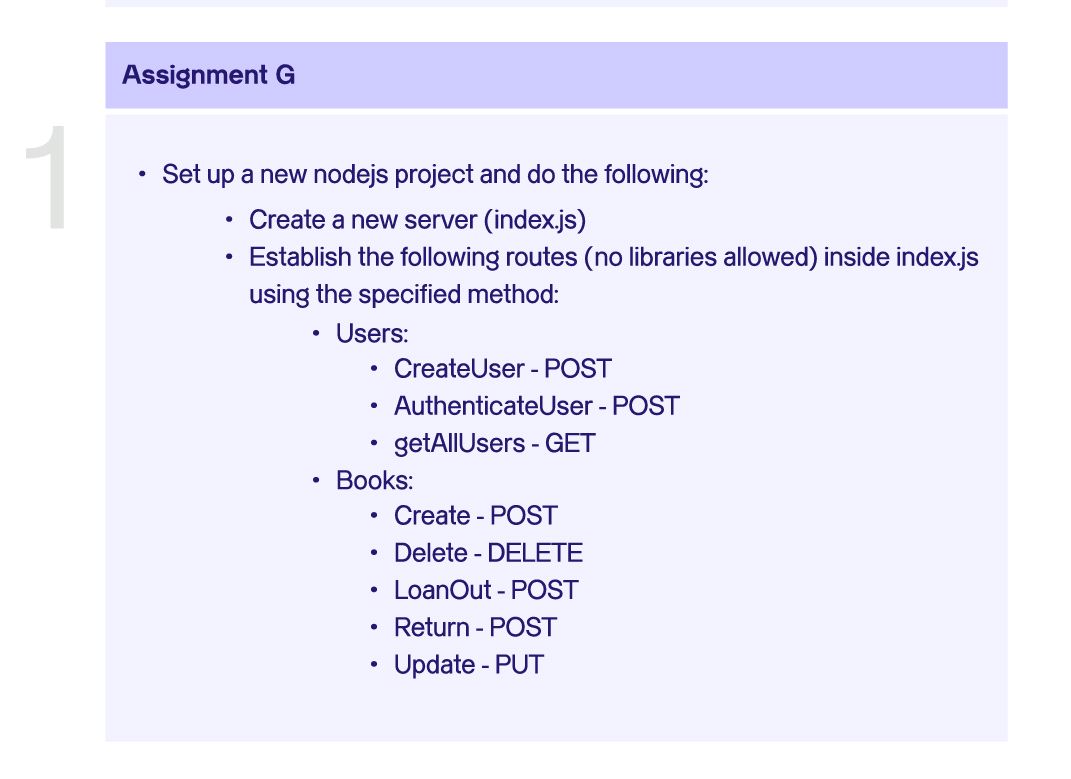 Assignment G
1
• Set up a new nodejs project and do the following:
• Create a new server (index.js)
• Establish the following routes (no libraries allowed) inside index.js
using the specified method:
• Users:
• CreateUser - POST
• AuthenticateUser - POST
• getAllUsers - GET
• Books:
• Create - POST
• Delete - DELETE
• LoanOut - POST
• Return - POST
• Update - PUT